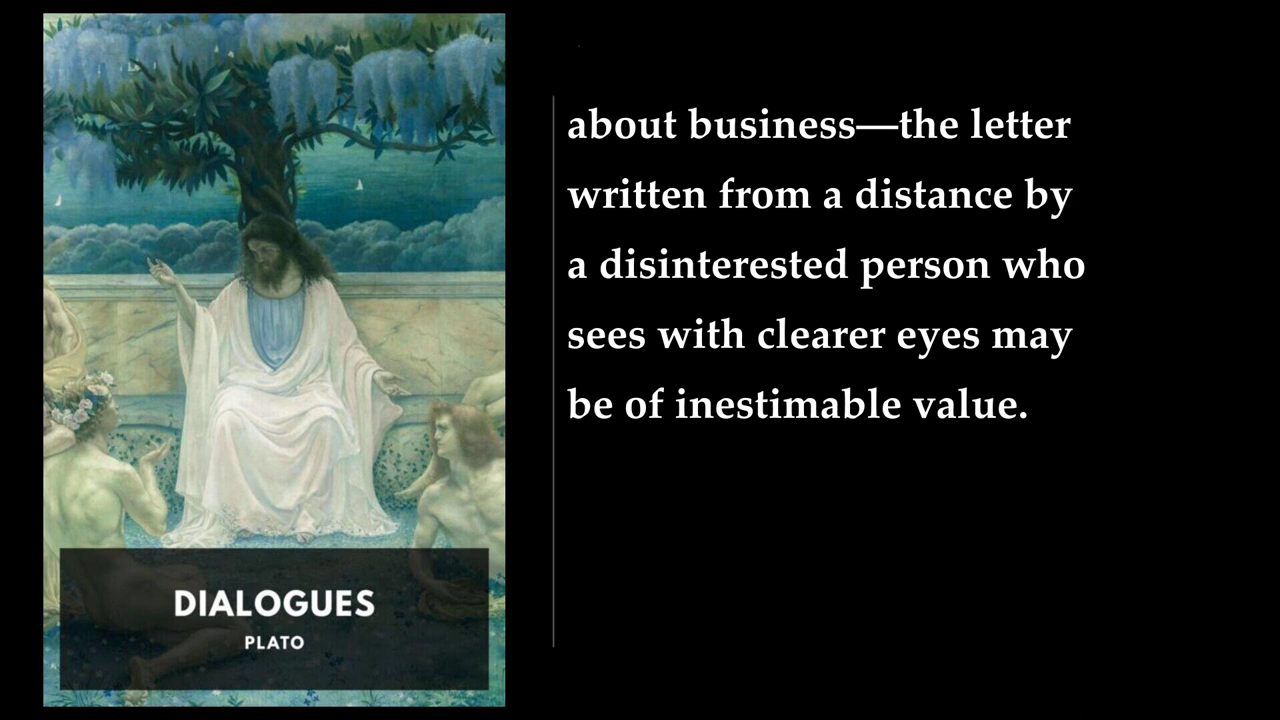 DIALOGUES
PLATO
about business—the letter
written from a distance by
a disinterested person who
sees with clearer eyes may
be of inestimable value.